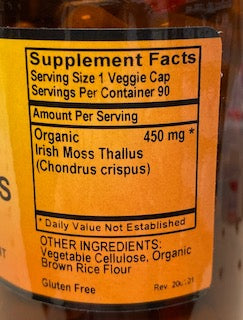 Supplement Facts
Serving Size 1 Veggie Cap
Servings Per Container 90
Amount Per Serving
Organic 450 mg *
Irish Moss Thallus
(Chondrus crispus)
* Daily Value Not Established
OTHER INGREDIENTS:
Vegetable Cellulose, Organic
Brown Rice Flour
Gluten Free Rev.